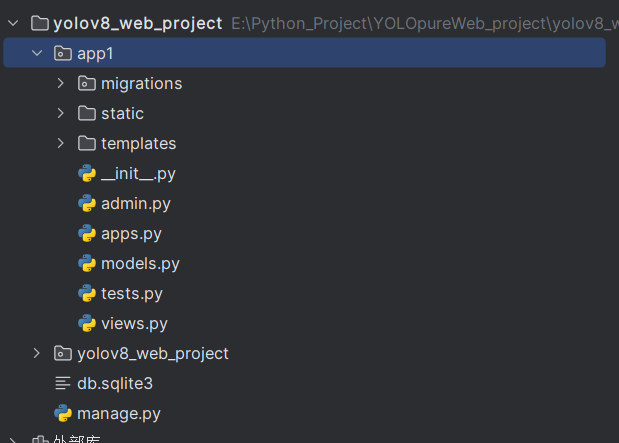 yolov8_web_project E:\Python_Project\YOLOpureWeb_project\yolov8_w
app1
migrations
static
templates
__init__.py
admin.py
apps.py
models.py
tests.py
views.py
yolov8_web_project
db.sqlite3
manage.py
外部库